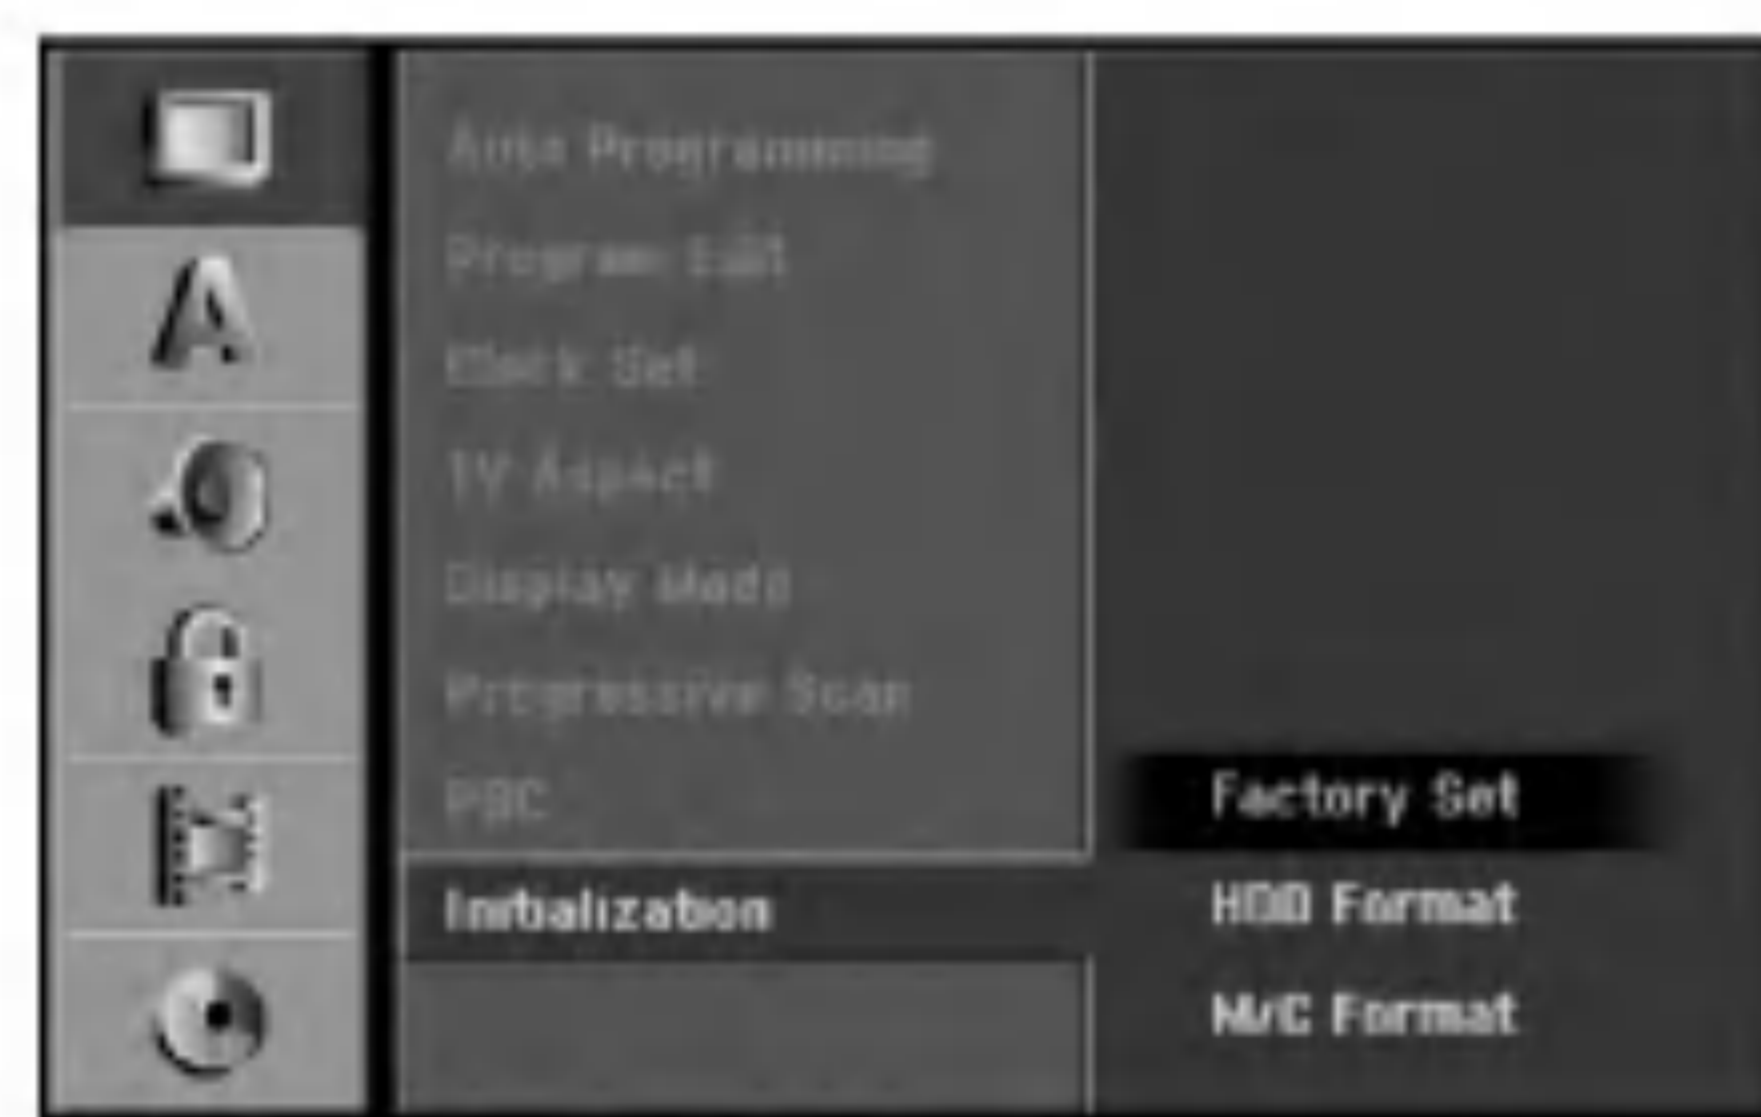 Auto Programming
Program Edit
Clock Set
TV Aspect
Display Mode
Progressive Scan
PBC
Initialization
Factory Set
HDD Format
M/C Format